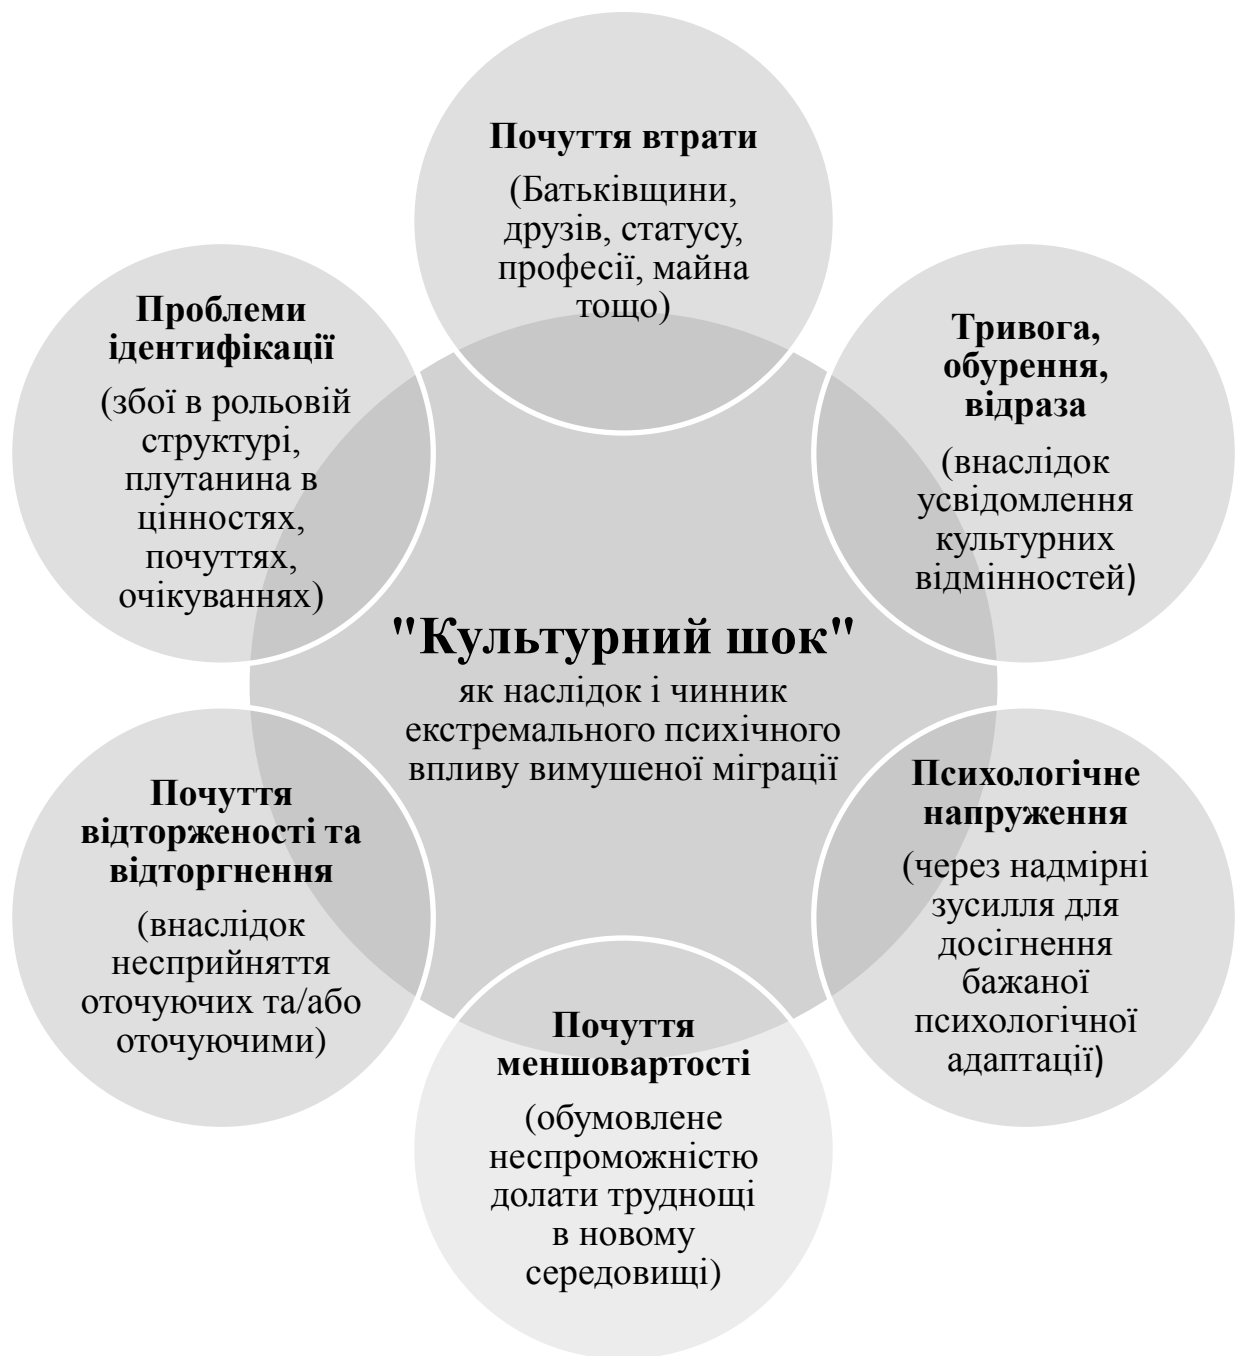 Почуття втрати
(Батьківщини,
друзів, статусу,
професії, майна
тощо)
Тривога,
обурення,
відраза
(внаслідок
усвідомлення
культурних
відмінностей)
Психологічне
напруження
(через надмірні
зусилля для
досягнення
бажаної
психологічної
адаптації)
Почуття
меншовартості
(обумовлене
неспроможністю
долати труднощі
в новому
середовищі)
Почуття
відторженості та
відторгнення
(внаслідок
несприйняття
оточуючих та/або
оточуючими)
Проблеми
ідентифікації
(збої в рольовій
структурі,
плутанина в
цінностях,
почуттях,
очікуваннях)
"Культурний шок"
як наслідок і чинник
екстремального психічного
впливу вимушеної міграції